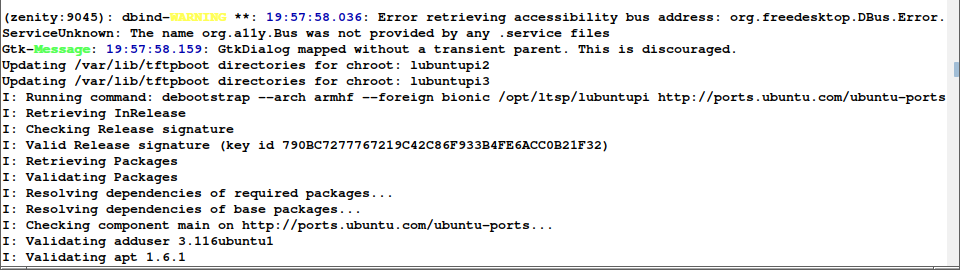 (zenity:9045): dbind-WARNING **: 19:57:58.036: Error retrieving accessibility bus address: org.freedesktop.DBus.Error.
ServiceUnknown: The name org.a11y.Bus was not provided by any .service files
Gtk-Message: 19:57:58.159: GtkDialog mapped without a transient parent. This is discouraged.
Updating /var/lib/tftpboot directories for chroot: lubuntupi2
Updating /var/lib/tftpboot directories for chroot: lubuntupi3
I: Running command: debootstrap --arch armhf --foreign bionic /opt/ltsp/lubuntupi http://ports.ubuntu.com/ubuntu-ports
I: Retrieving InRelease
I: Checking Release signature
I: Valid Release signature (key id 790BC7277767219C42C86F933B4FE6ACC0B21F32)
I: Retrieving Packages
I: Validating Packages
I: Resolving dependencies of required packages...
I: Resolving dependencies of base packages...
I: Checking component main on http://ports.ubuntu.com/ubuntu-ports...
I: Validating adduser 3.116ubuntu1
I: Validating apt 1.6.1